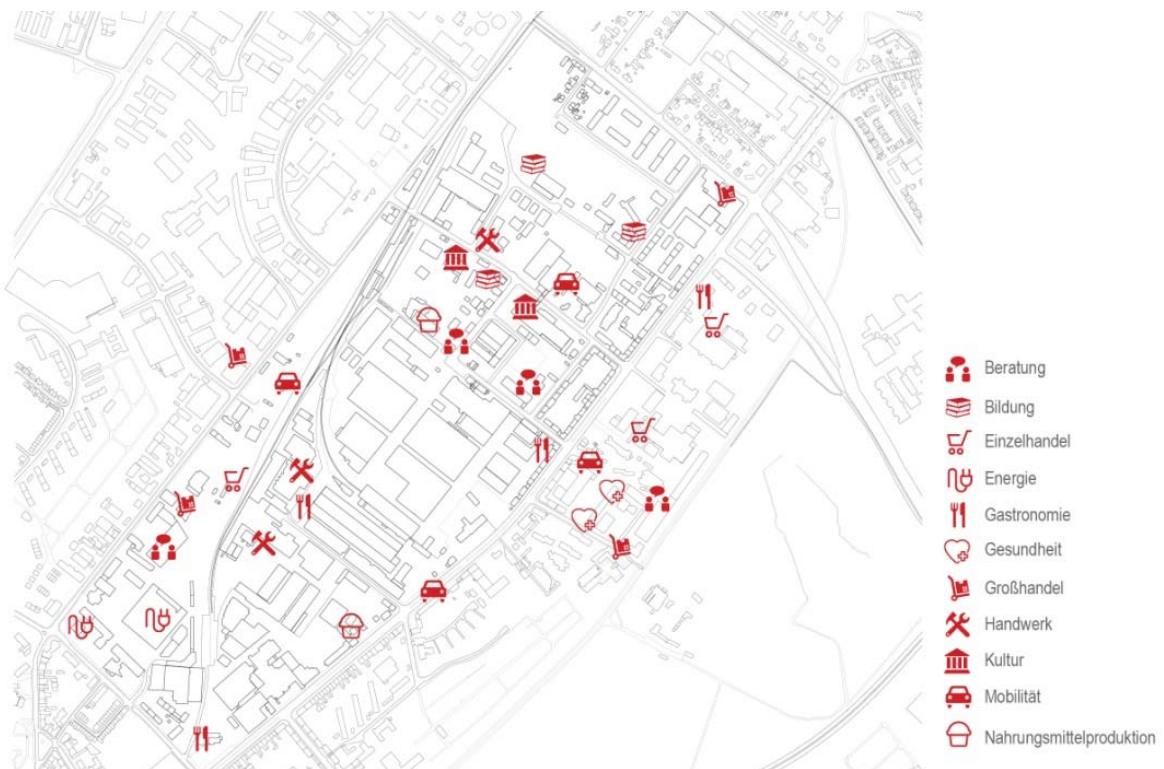 Beratung
Bildung
Einzelhandel
Energie
Gastronomie
Gesundheit
Großhandel
Handwerk
Kultur
Mobilität
Nahrungsmittelproduktion